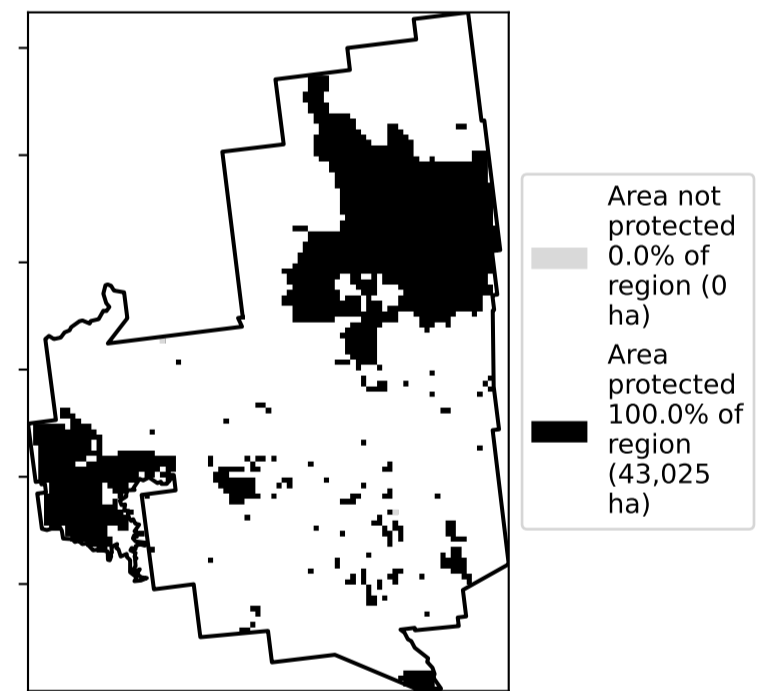 Area not
protected
0.0% of
region (0
ha)
Area
protected
100.0% of
region
(43,025
ha)